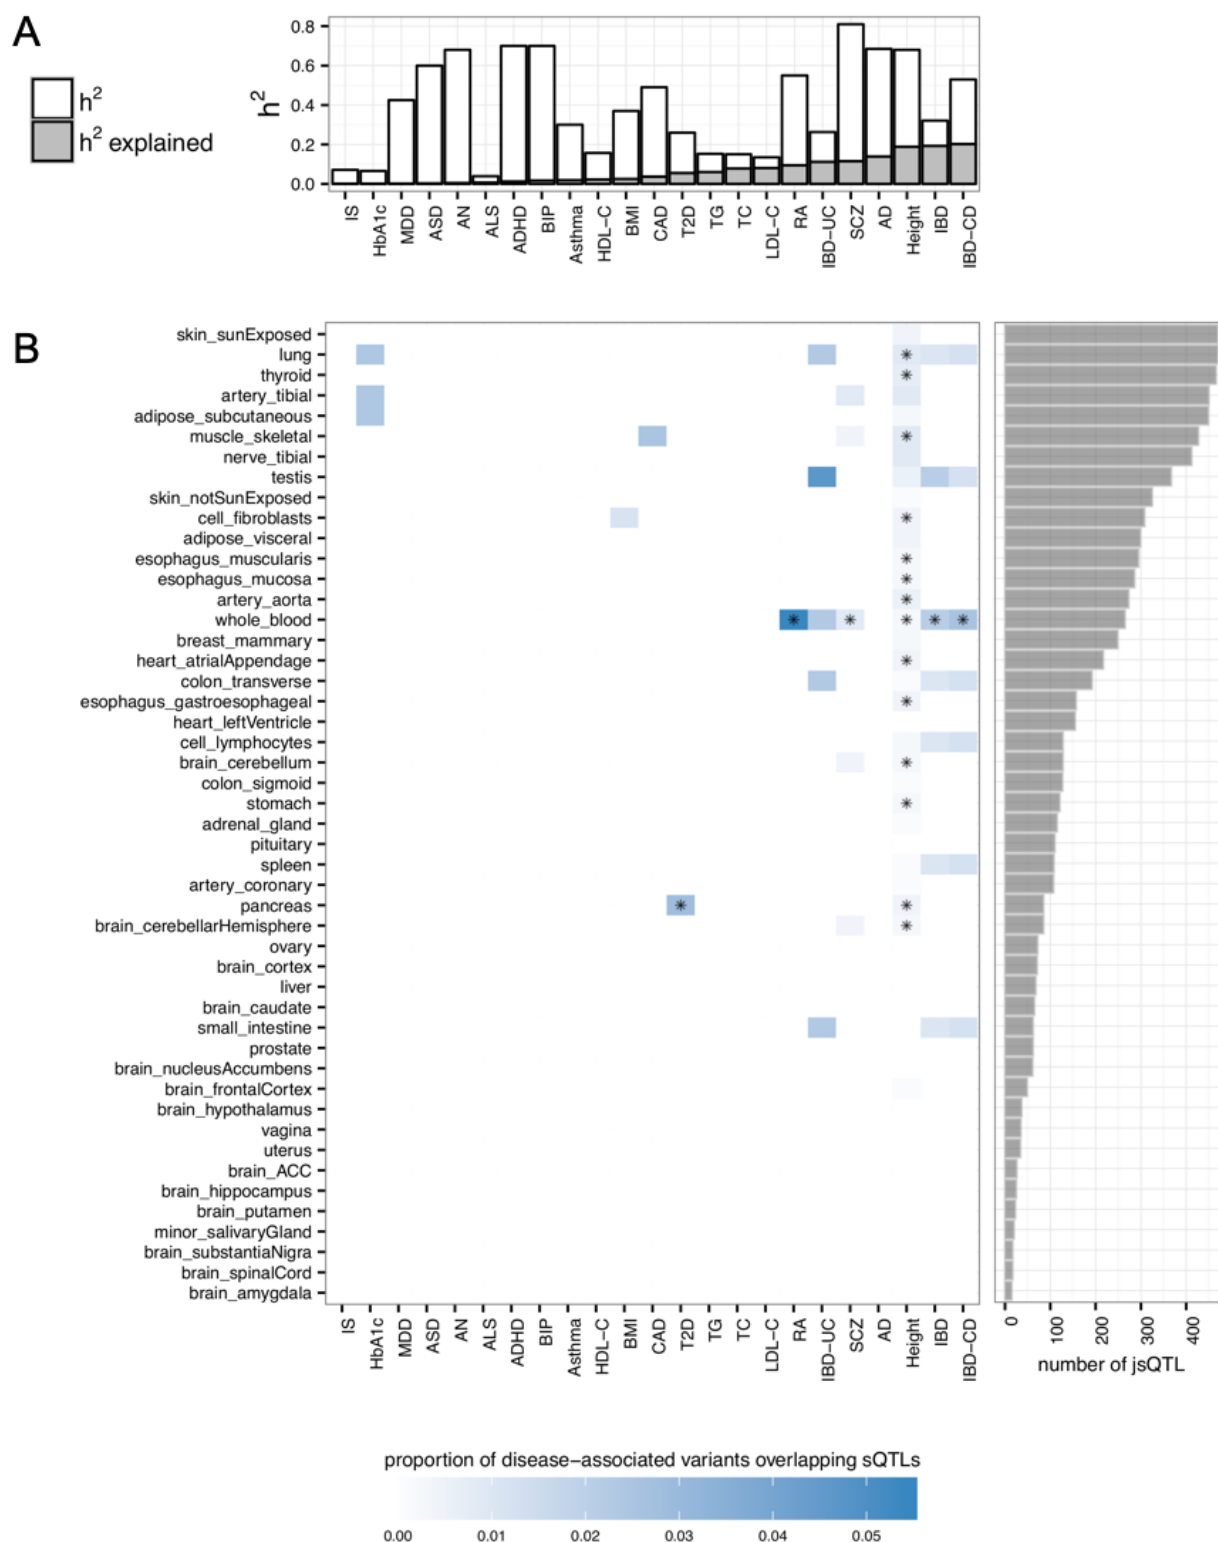 A
h²
h² explained
h²
0.8
0.6
0.4
0.2
0.0
IS
HbA1c
MDD
ASD
AN
ALS
ADHD
BIP
Asthma
HDL−C
BMI
CAD
T2D
TG
TC
LDL−C
RA
IBD−UC
SCZ
AD
Height
IBD
IBD−CD
B
skin_sunExposed
lung
thyroid
artery_tibial
adipose_subcutaneous
muscle_skeletal
nerve_tibial
testis
skin_notSunExposed
cell_fibroblasts
adipose_visceral
esophagus_muscularis
esophagus_mucosa
artery_aorta
whole_blood
breast_mammary
heart_atrialAppendage
colon_transverse
esophagus_gastroesophageal
heart_leftVentricle
cell_lymphocytes
brain_cerebellum
colon_sigmoid
stomach
adrenal_gland
pituitary
spleen
artery_coronary
pancreas
brain_cerebellarHemisphere
ovary
brain_cortex
liver
brain_caudate
small_intestine
prostate
brain_nucleusAccumbens
brain_frontalCortex
brain_hypothalamus
vagina
uterus
brain_ACC
brain_hippocampus
brain_putamen
minor_salivaryGland
brain_substantiaNigra
brain_spinalCord
brain_amygdala
IS
HbA1c
MDD
ASD
AN
ALS
ADHD
BIP
Asthma
HDL−C
BMI
CAD
T2D
TG
TC
LDL−C
RA
IBD−UC
SCZ
AD
Height
IBD
IBD−CD
0
100
200
300
400
number of jsQTL
proportion of disease−associated variants overlapping sQTLs
0.00 0.01 0.02 0.03 0.04 0.05